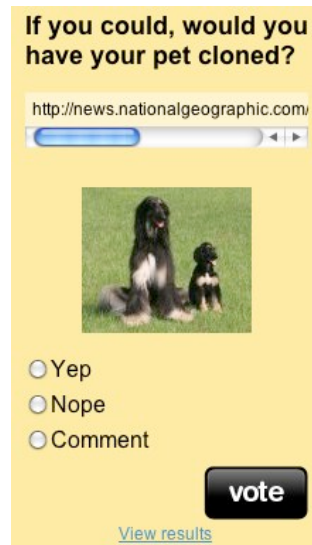 If you could, would you
have your pet cloned?
http://news.nationalgeographic.com/
Yep
Nope
Comment
vote
View results